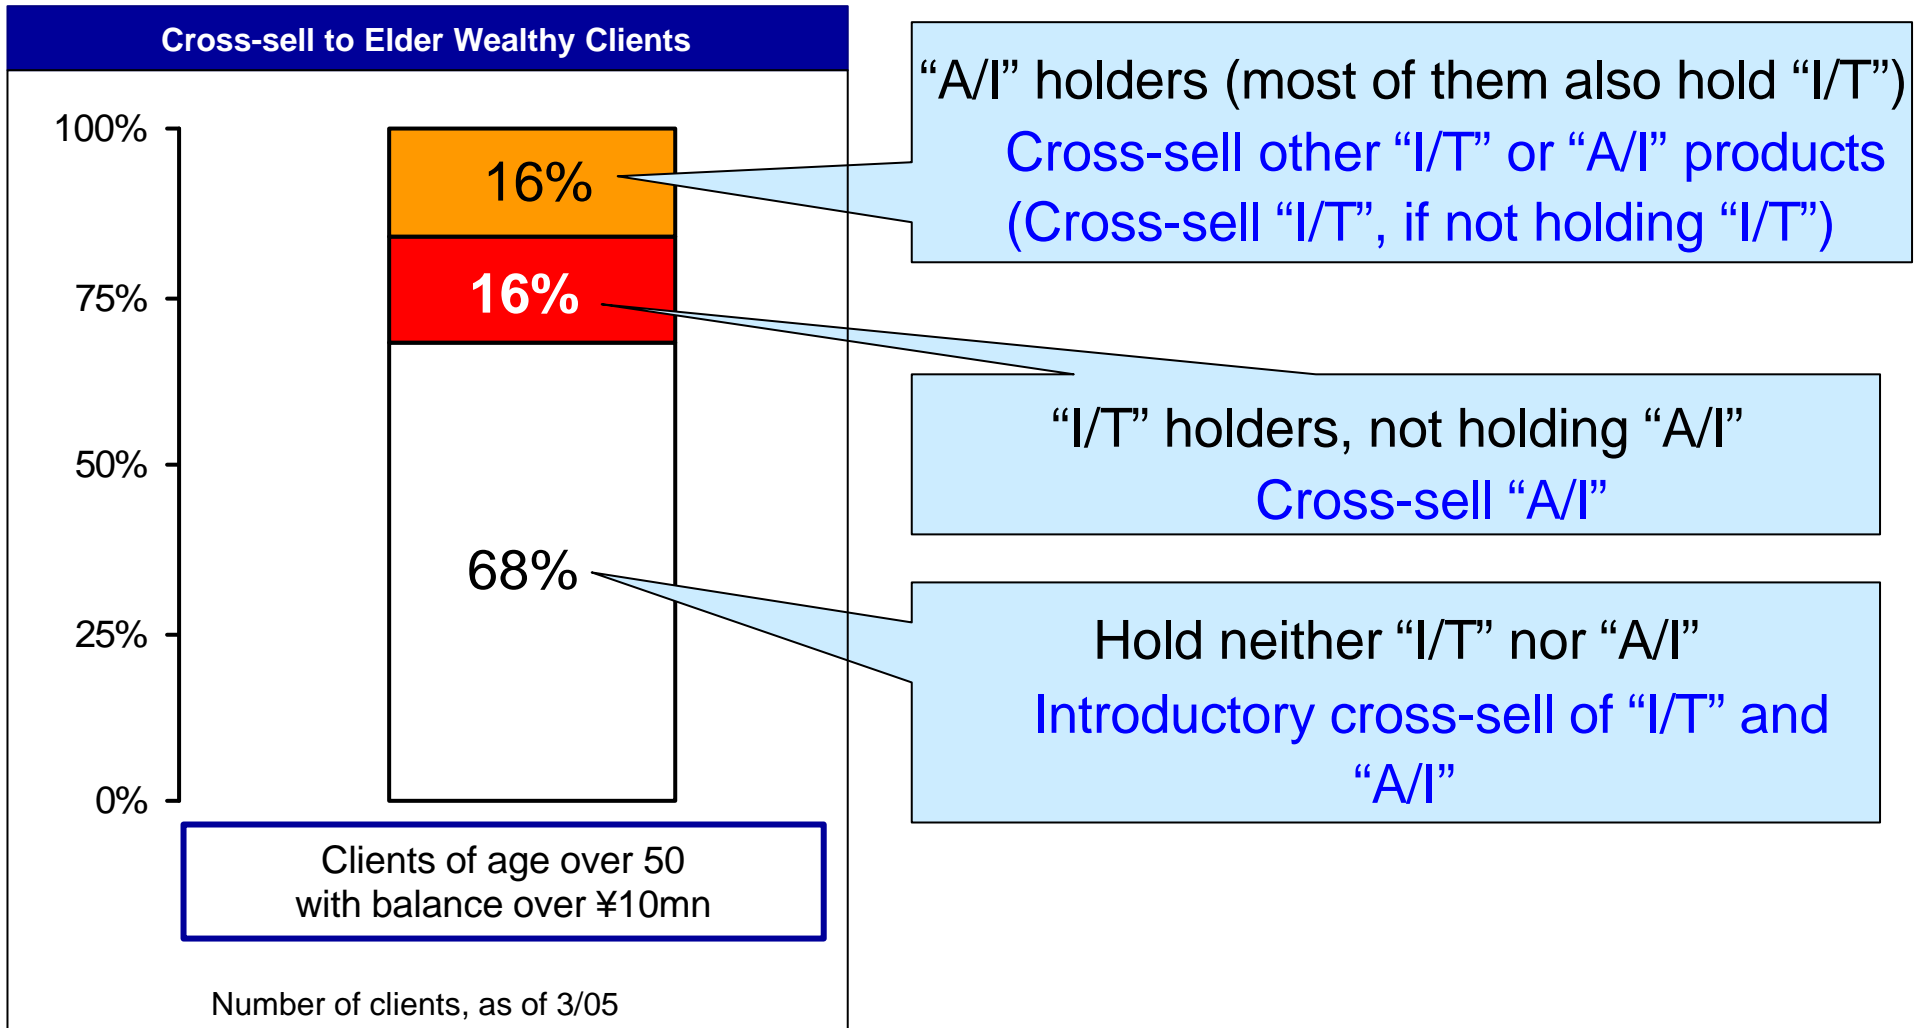 Cross-sell to Elder Wealthy Clients
100%
75%
50%
25%
0%
16%
16%
68%
Clients of age over 50
with balance over ¥10mn
Number of clients, as of 3/05
“A/I” holders (most of them also hold “I/T”)
Cross-sell other “I/T” or “A/I” products
(Cross-sell “I/T”, if not holding “I/T”)
“I/T” holders, not holding “A/I”
Cross-sell “A/I”
Hold neither “I/T” nor “A/I”
Introductory cross-sell of “I/T” and
“A/I”